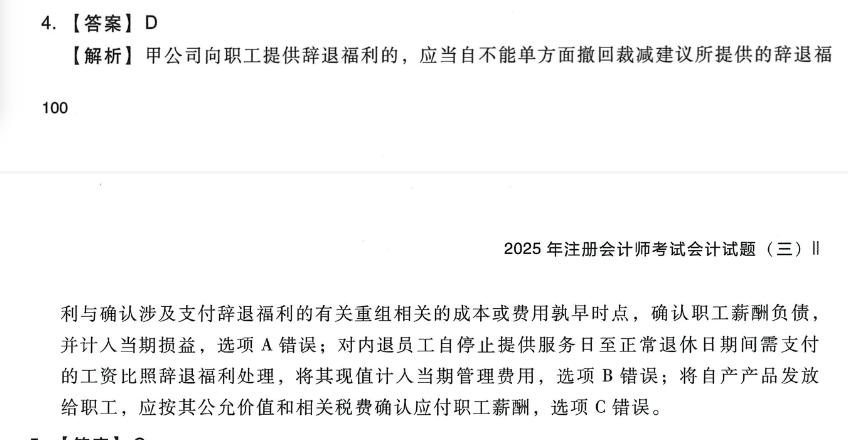 4. 【答案】D
【解析】甲公司向职工提供辞退福利的，应当自不能单方面撤回裁减建议所提供的辞退福
100
2025 年注册会计师考试会计试题（三）||
利与确认涉及支付辞退福利的有关重组相关的成本或费用孰早时点，确认职工薪酬负债，
并计入当期损益，选项 A 错误；对内退员工自停止提供服务日至正常退休日期间需支付
的工资比照辞退福利处理，将其现值计入当期管理费用，选项 B 错误；将自产产品发放
给职工，应按其公允价值和相关税费确认应付职工薪酬，选项 C 错误。